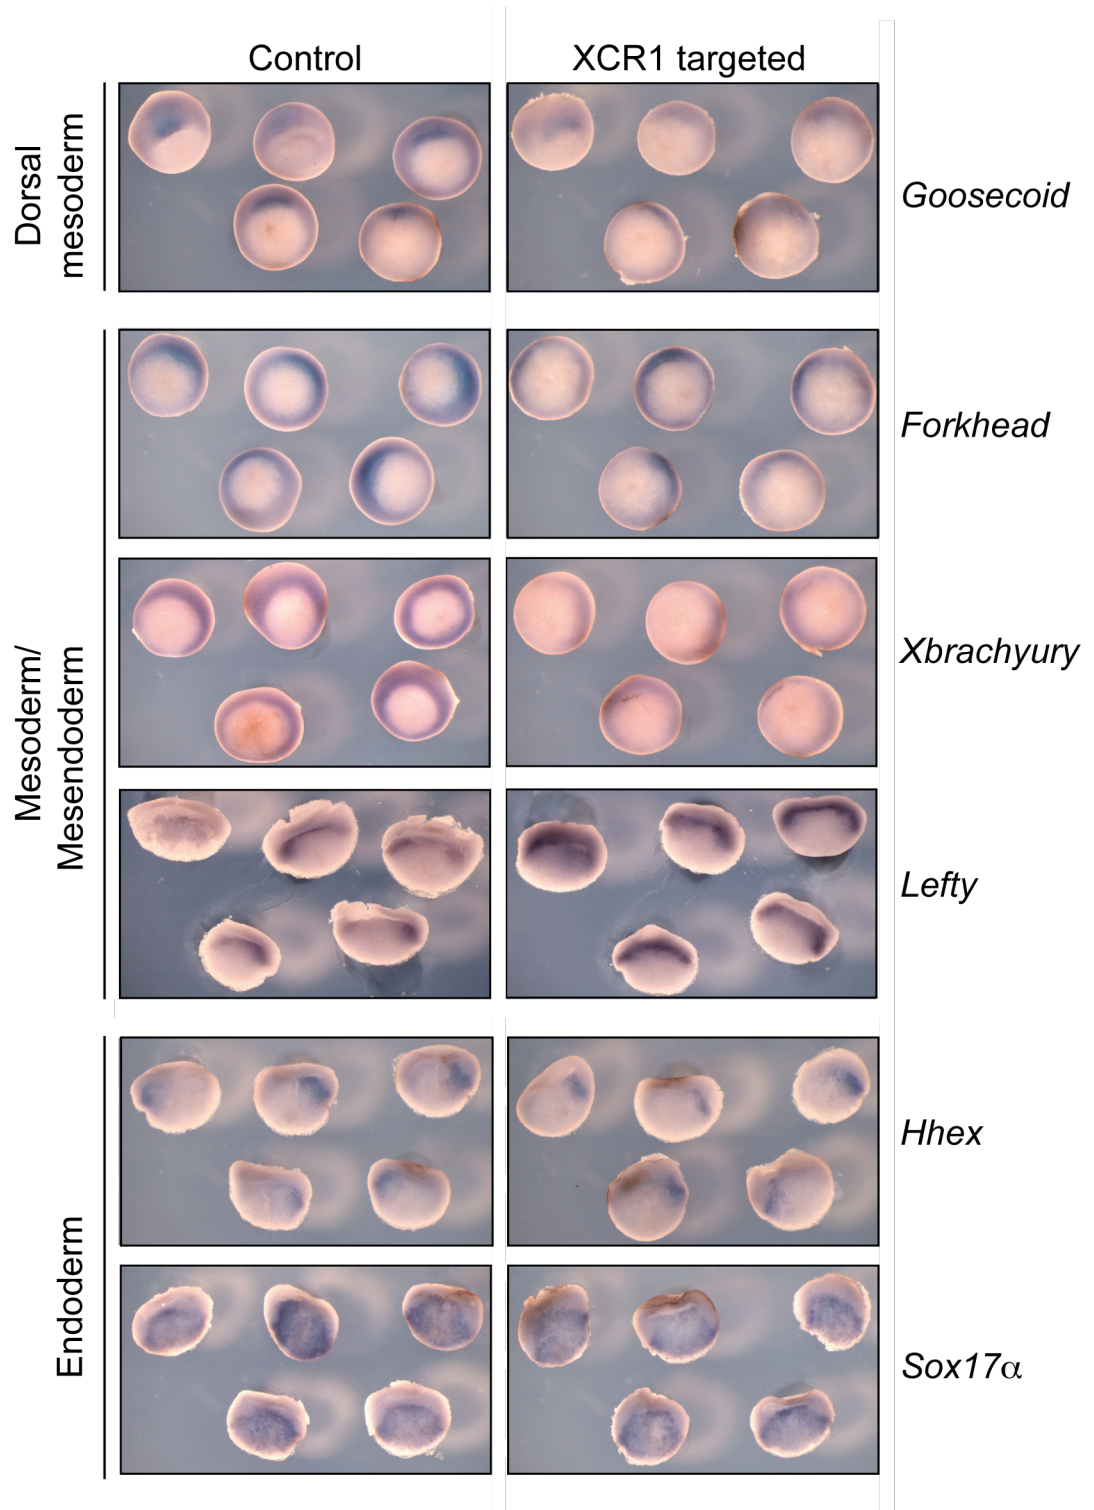 Control
XCR1 targeted
Dorsal
mesoderm
Goosecoid
Mesoderm/
Mesendoderm
Forkhead
Xbrachyury
Lefty
Endoderm
Hhex
Sox17α